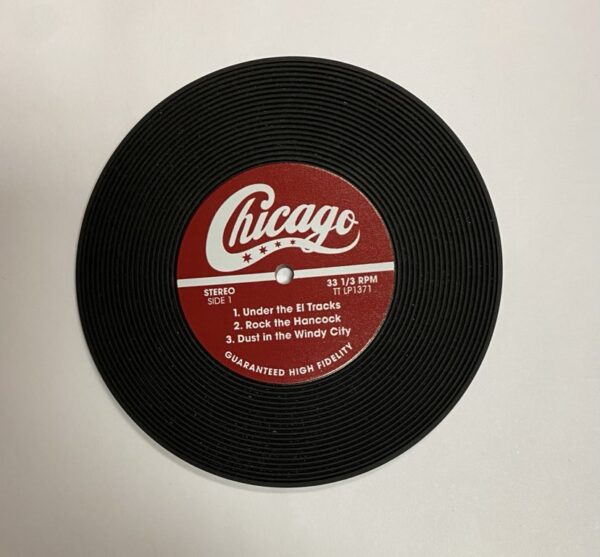 Chicago
STEREO 33 1/3 RPM
SIDE 1 TT LP1371
1. Under the El Tracks
2. Rock the Hancock
3. Dust in the Windy City
GUARANTEED HIGH FIDELITY